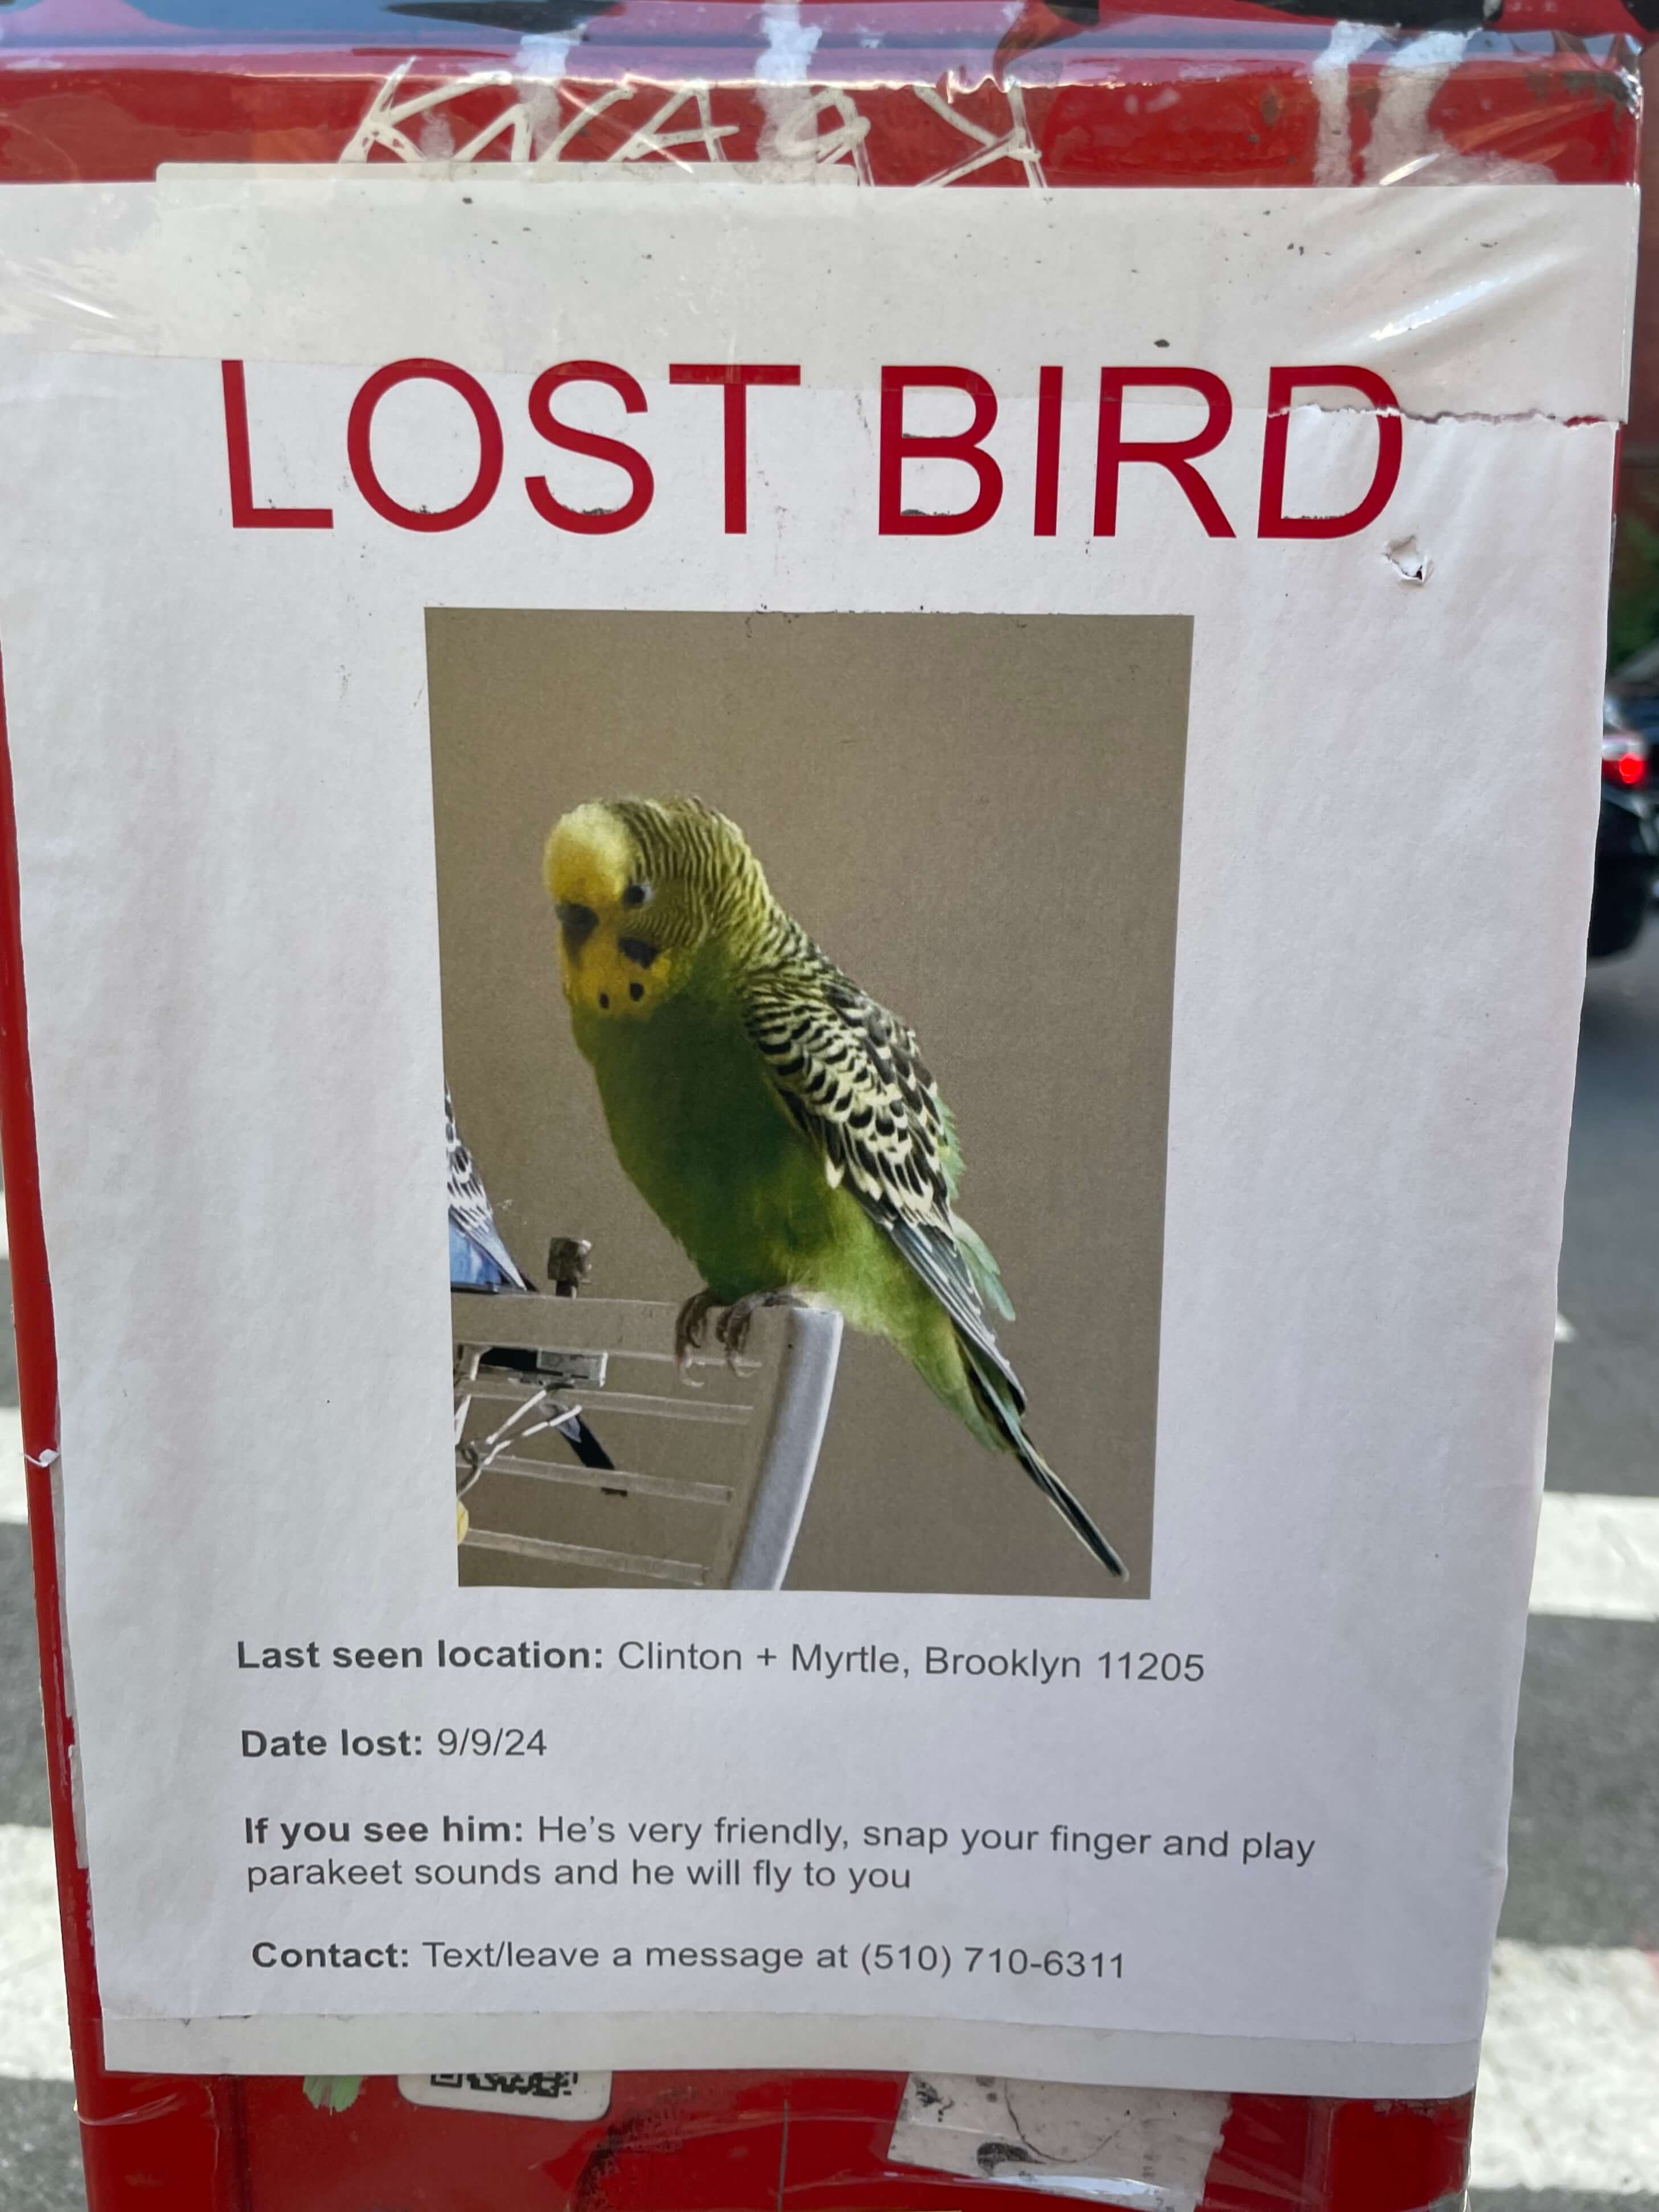 LOST BIRD
Last seen location: Clinton + Myrtle, Brooklyn 11205
Date lost: 9/9/24
If you see him: He's very friendly, snap your finger and play
parakeet sounds and he will fly to you
Contact: Text/leave a message at (510) 710-6311